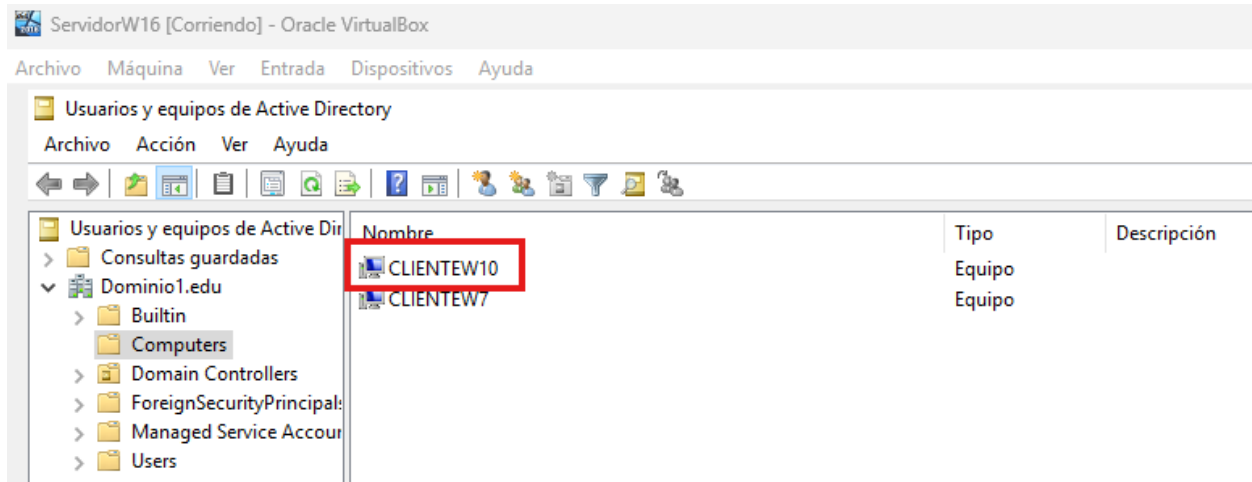 ServidorW16 [Corriendo] - Oracle VirtualBox
Archivo Máquina Ver Entrada Dispositivos Ayuda
Usuarios y equipos de Active Directory
Archivo Acción Ver Ayuda
Usuarios y equipos de Active Dir
Consultas guardadas
Dominio1.edu
Builtin
Computers
Domain Controllers
ForeignSecurityPrincipals
Managed Service Accour
Users
Nombre Tipo Descripción
CLIENTEW10 Equipo
CLIENTEW7 Equipo